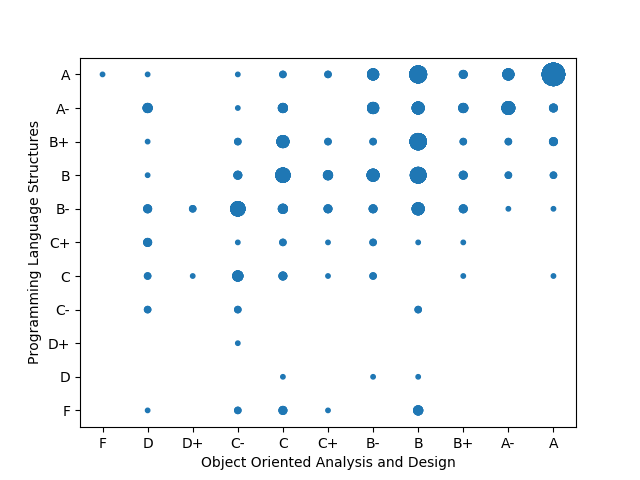 Programming Language Structures
A
A-
B+
B
B-
C+
C
C-
D+
D
F
F D D+ C- C C+ B- B B+ A- A
Object Oriented Analysis and Design